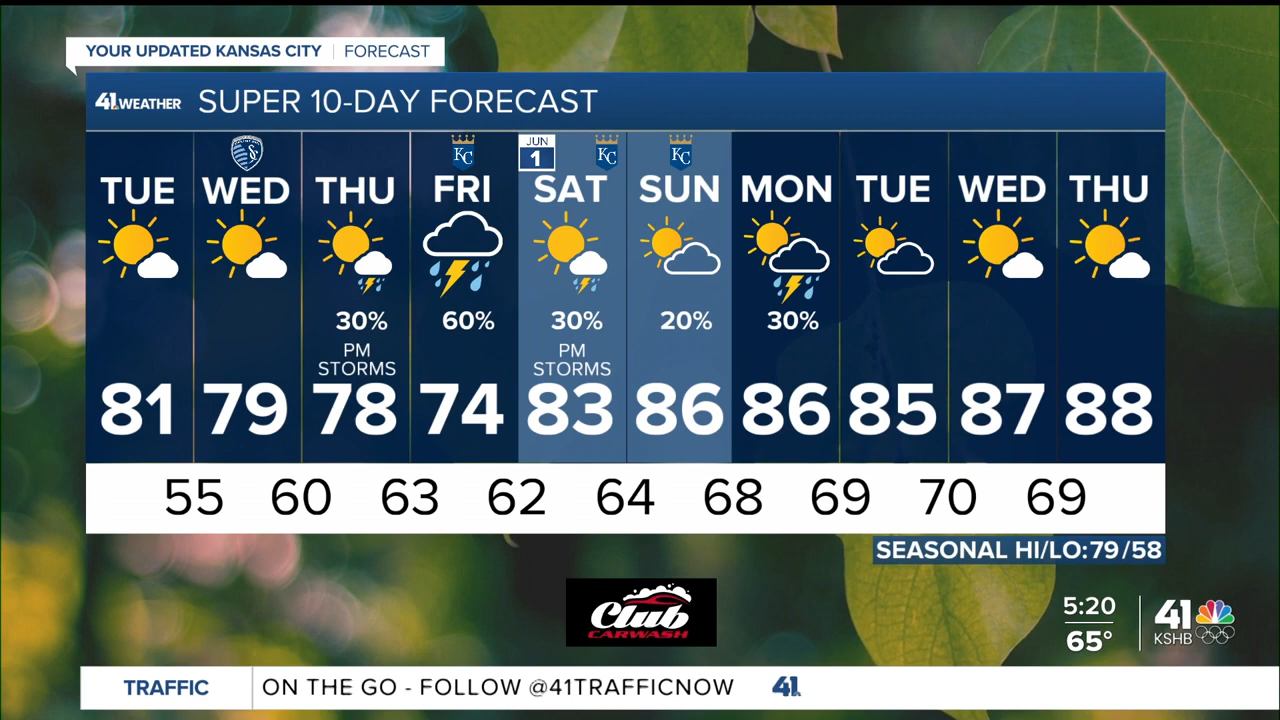 YOUR UPDATED KANSAS CITY | FORECAST
41 WEATHER SUPER 10-DAY FORECAST
JUN
1
KC KC KC
TUE WED THU FRI SAT SUN MON TUE WED THU
30% 60% 30% 20% 30%
PM STORMS PM STORMS
81 79 78 74 83 86 86 85 87 88
55 60 63 62 64 68 69 70 69
SEASONAL HI/LO:79/58
Club
CARWASH
5:20
65°
41
KSHB
TRAFFIC ON THE GO - FOLLOW @41TRAFFICNOW 41